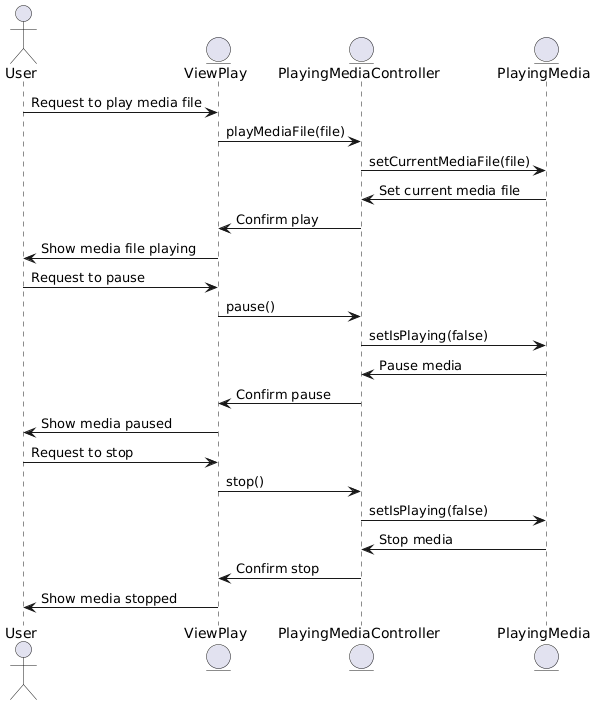 User
ViewPlay
PlayingMediaController
PlayingMedia
Request to play media file
playMediaFile(file)
setCurrentMediaFile(file)
Set current media file
Confirm play
Show media file playing
Request to pause
pause()
setIsPlaying(false)
Pause media
Confirm pause
Show media paused
Request to stop
stop()
setIsPlaying(false)
Stop media
Confirm stop
Show media stopped
User
ViewPlay
PlayingMediaController
PlayingMedia